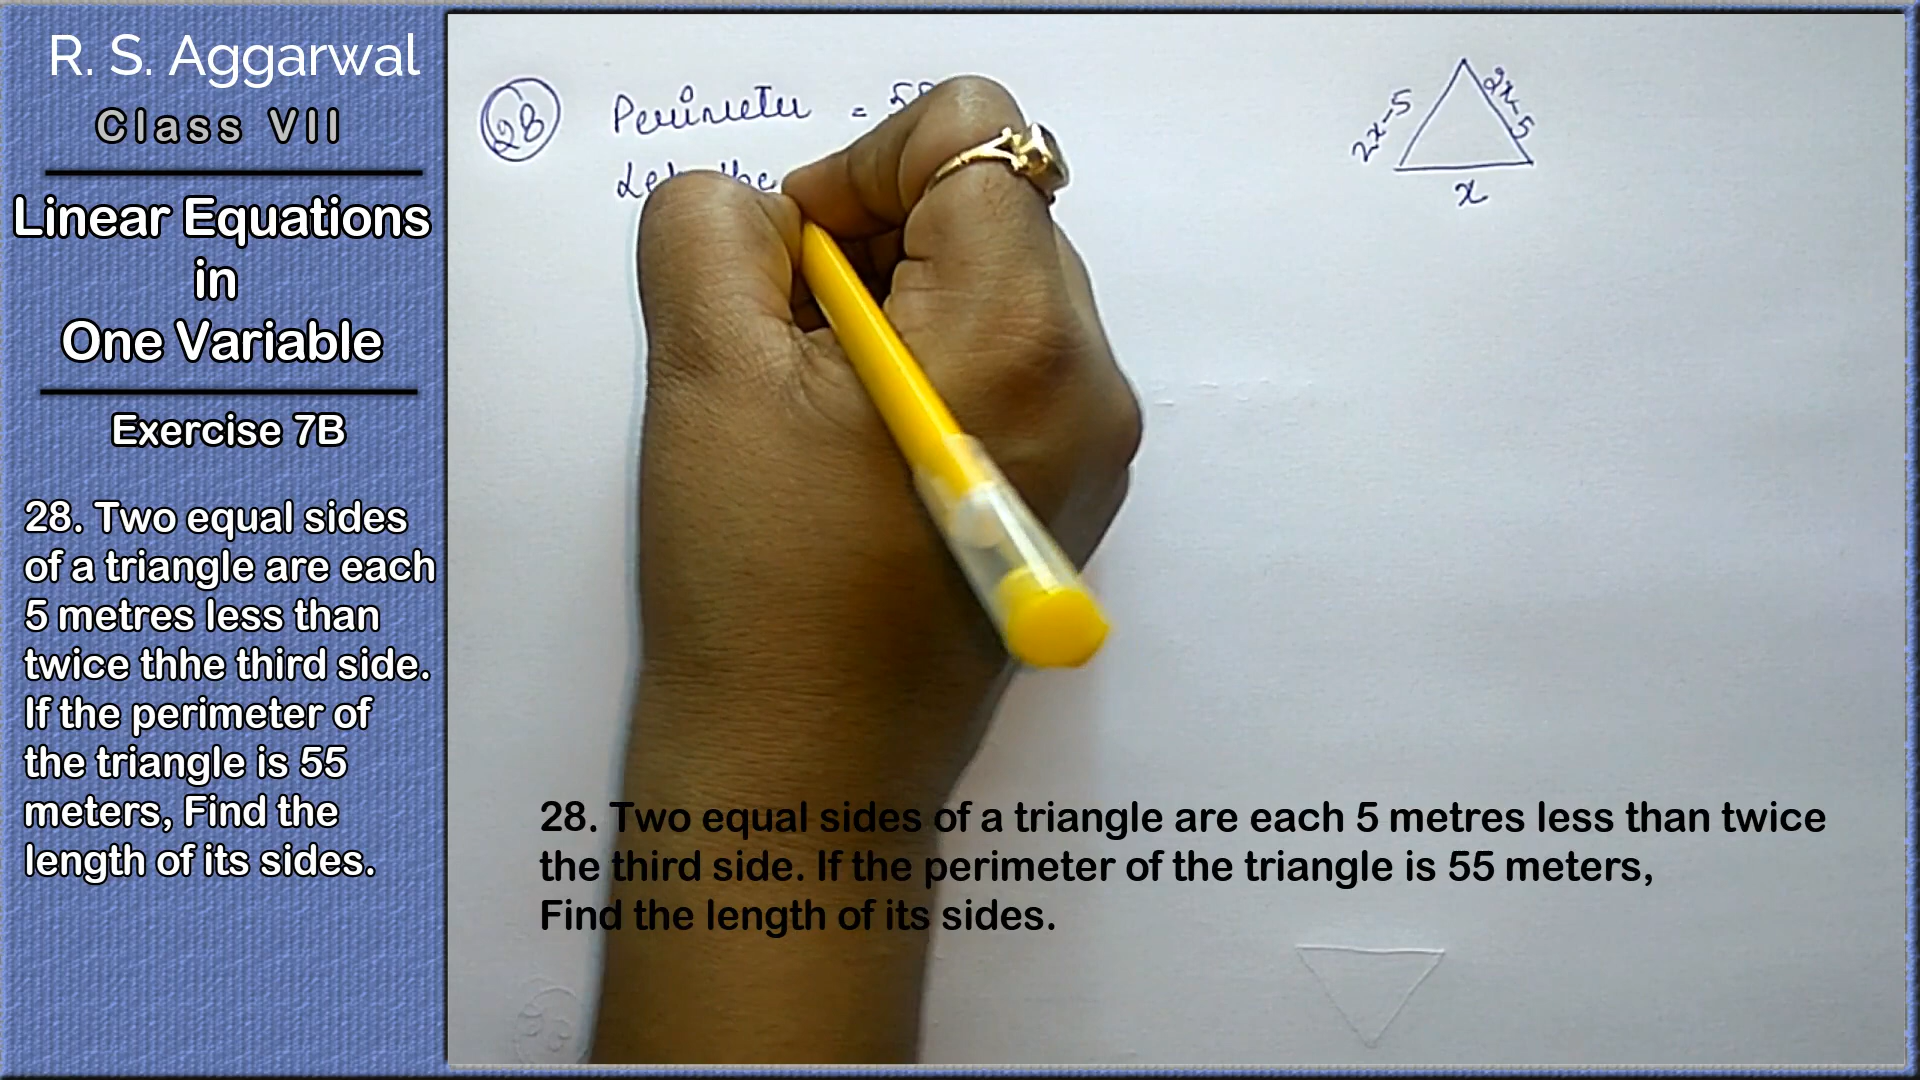 R. S. Aggarwal
Class VII
Linear Equations
in
One Variable
Exercise 7B
28. Two equal sides
of a triangle are each
5 metres less than
twice thhe third side.
If the perimeter of
the triangle is 55
meters, Find the
length of its sides.
28 Perimeter = 55
Let the
2x-5
2x-5
x
28. Two equal sides of a triangle are each 5 metres less than twice
the third side. If the perimeter of the triangle is 55 meters,
Find the length of its sides.